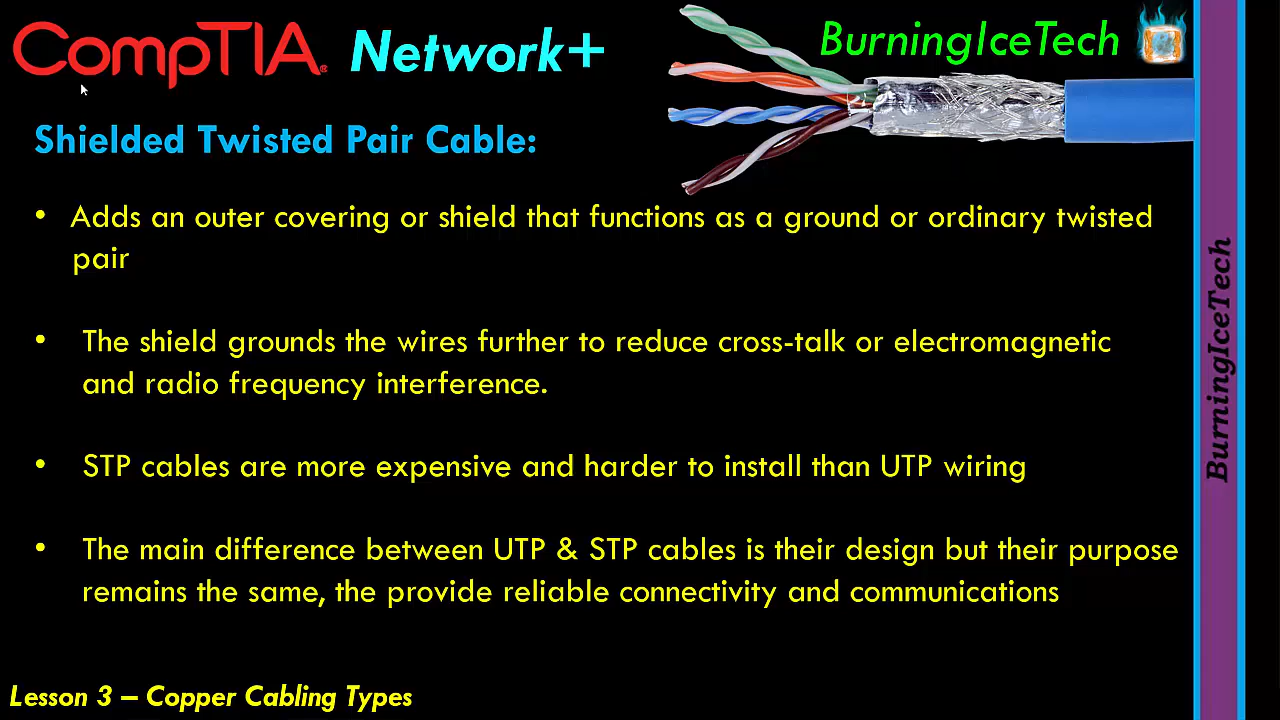 CompTIA® Network+
BurningIceTech
Shielded Twisted Pair Cable:
• Adds an outer covering or shield that functions as a ground or ordinary twisted
pair
• The shield grounds the wires further to reduce cross-talk or electromagnetic
and radio frequency interference.
• STP cables are more expensive and harder to install than UTP wiring
• The main difference between UTP & STP cables is their design but their purpose
remains the same, the provide reliable connectivity and communications
BurningIceTech
Lesson 3 – Copper Cabling Types